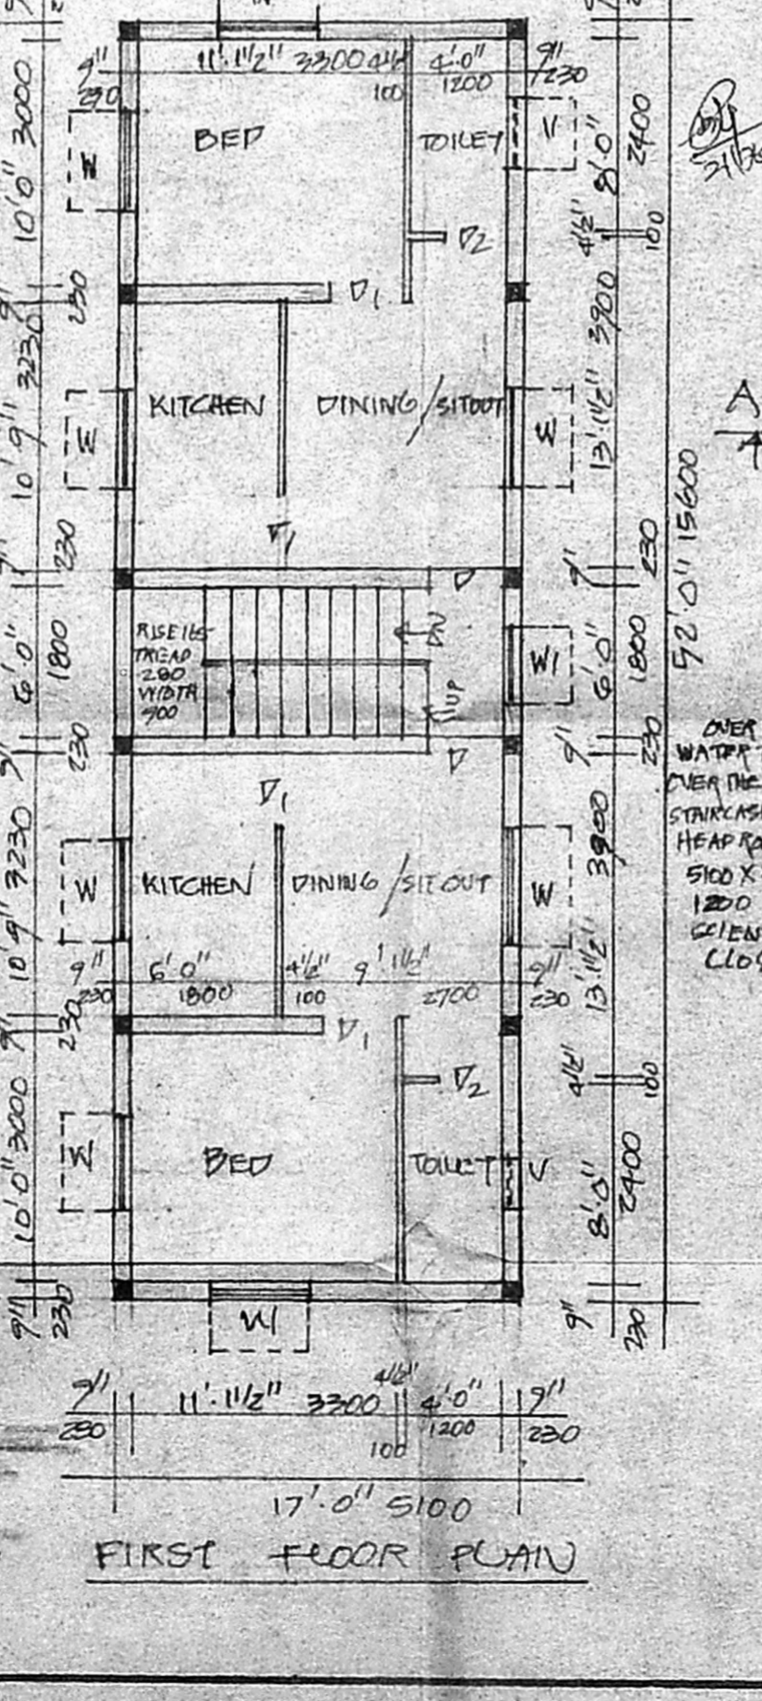 9" 11'.1½" 3300 4½" 4'-0" 9"
230 100 1200 230
10'0" 3000
BED
TOILET
W
V
8'.0" 2400
4½" 100
D2
D1
230
10'9" 3230
KITCHEN
DINING/SITOUT
W
W
13'.1½" 3900
D1
52'.0" 15600
230
9" 230
D
RISE 165
TREAD
280
WIDTH
900
DN
UP
W1
6'0" 1800
6'0" 1800
230
9" 230
D
OVER
WATER
OVER THE
HEAD
5100 X
1200
D1
10'9" 3230
W
KITCHEN
DINING/SITOUT
W
13'.1½" 3900
9" 6'0" 4½" 9'.1½" 9"
230 1800 100 2700 230
9" 230
D1
D2
4½" 100
10'.0" 3000
W
BED
TOILET
V
8'.0" 2400
9" 230
W1
9" 230
9" 11'.11/2" 3300 4½" 4'-0" 9"
230 100 1200 230
17'.0" 5100
FIRST FLOOR PLAN